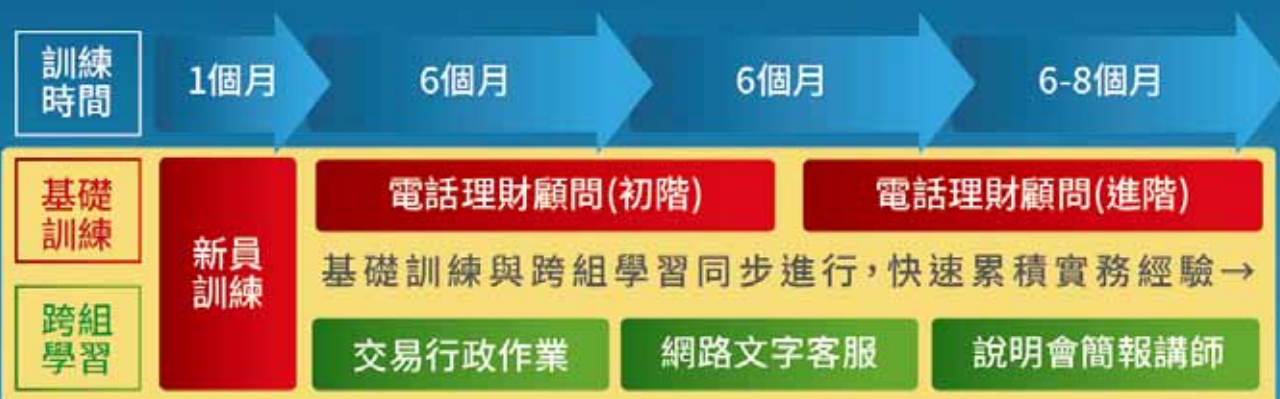 訓練
時間
1個月
6個月
6個月
6-8個月
基礎
訓練
新員
訓練
電話理財顧問(初階)
電話理財顧問(進階)
基礎訓練與跨組學習同步進行,快速累積實務經驗→
跨組
學習
交易行政作業
網路文字客服
說明會簡報講師